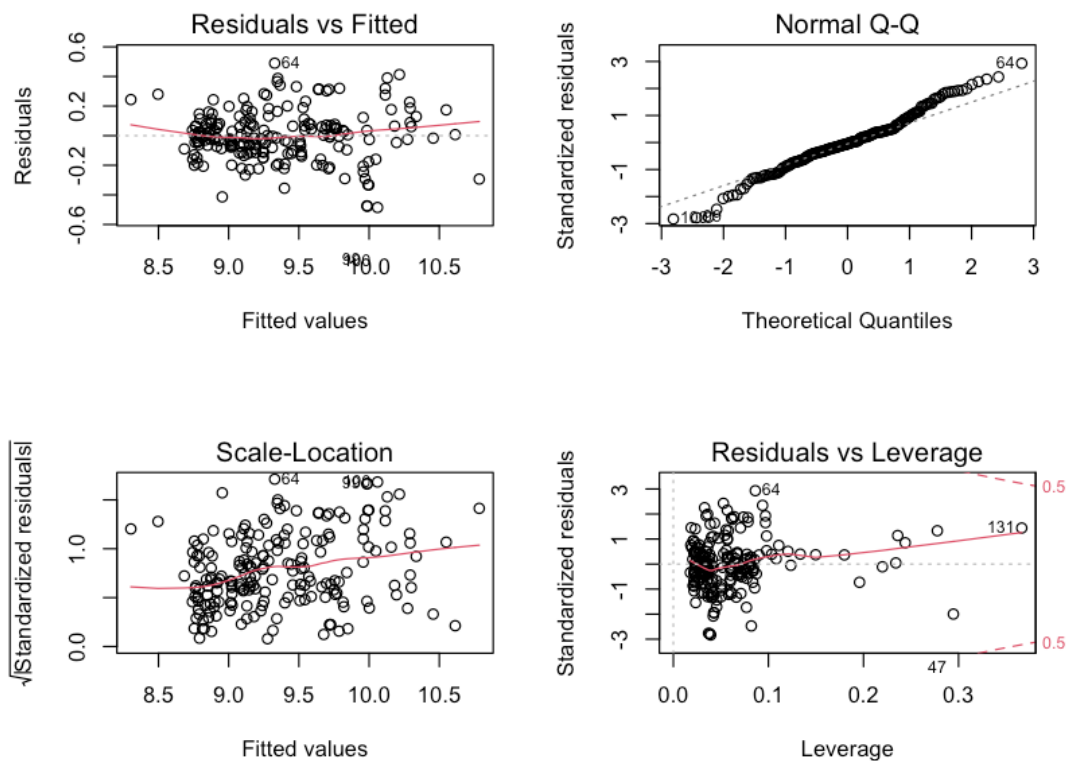 Residuals vs Fitted
Residuals
0.6
0.2
-0.2
-0.6
64
8.5 9.0 9.5 10.0 10.5
Fitted values
Normal Q-Q
Standardized residuals
3
1
-1
-3
64
-3 -2 -1 0 1 2 3
Theoretical Quantiles
Scale-Location
√|Standardized residuals|
1.0
0.0
64
8.5 9.0 9.5 10.0 10.5
Fitted values
Residuals vs Leverage
Standardized residuals
3
1
-1
-3
64
131
47
0.5
0.5
0.0 0.1 0.2 0.3
Leverage